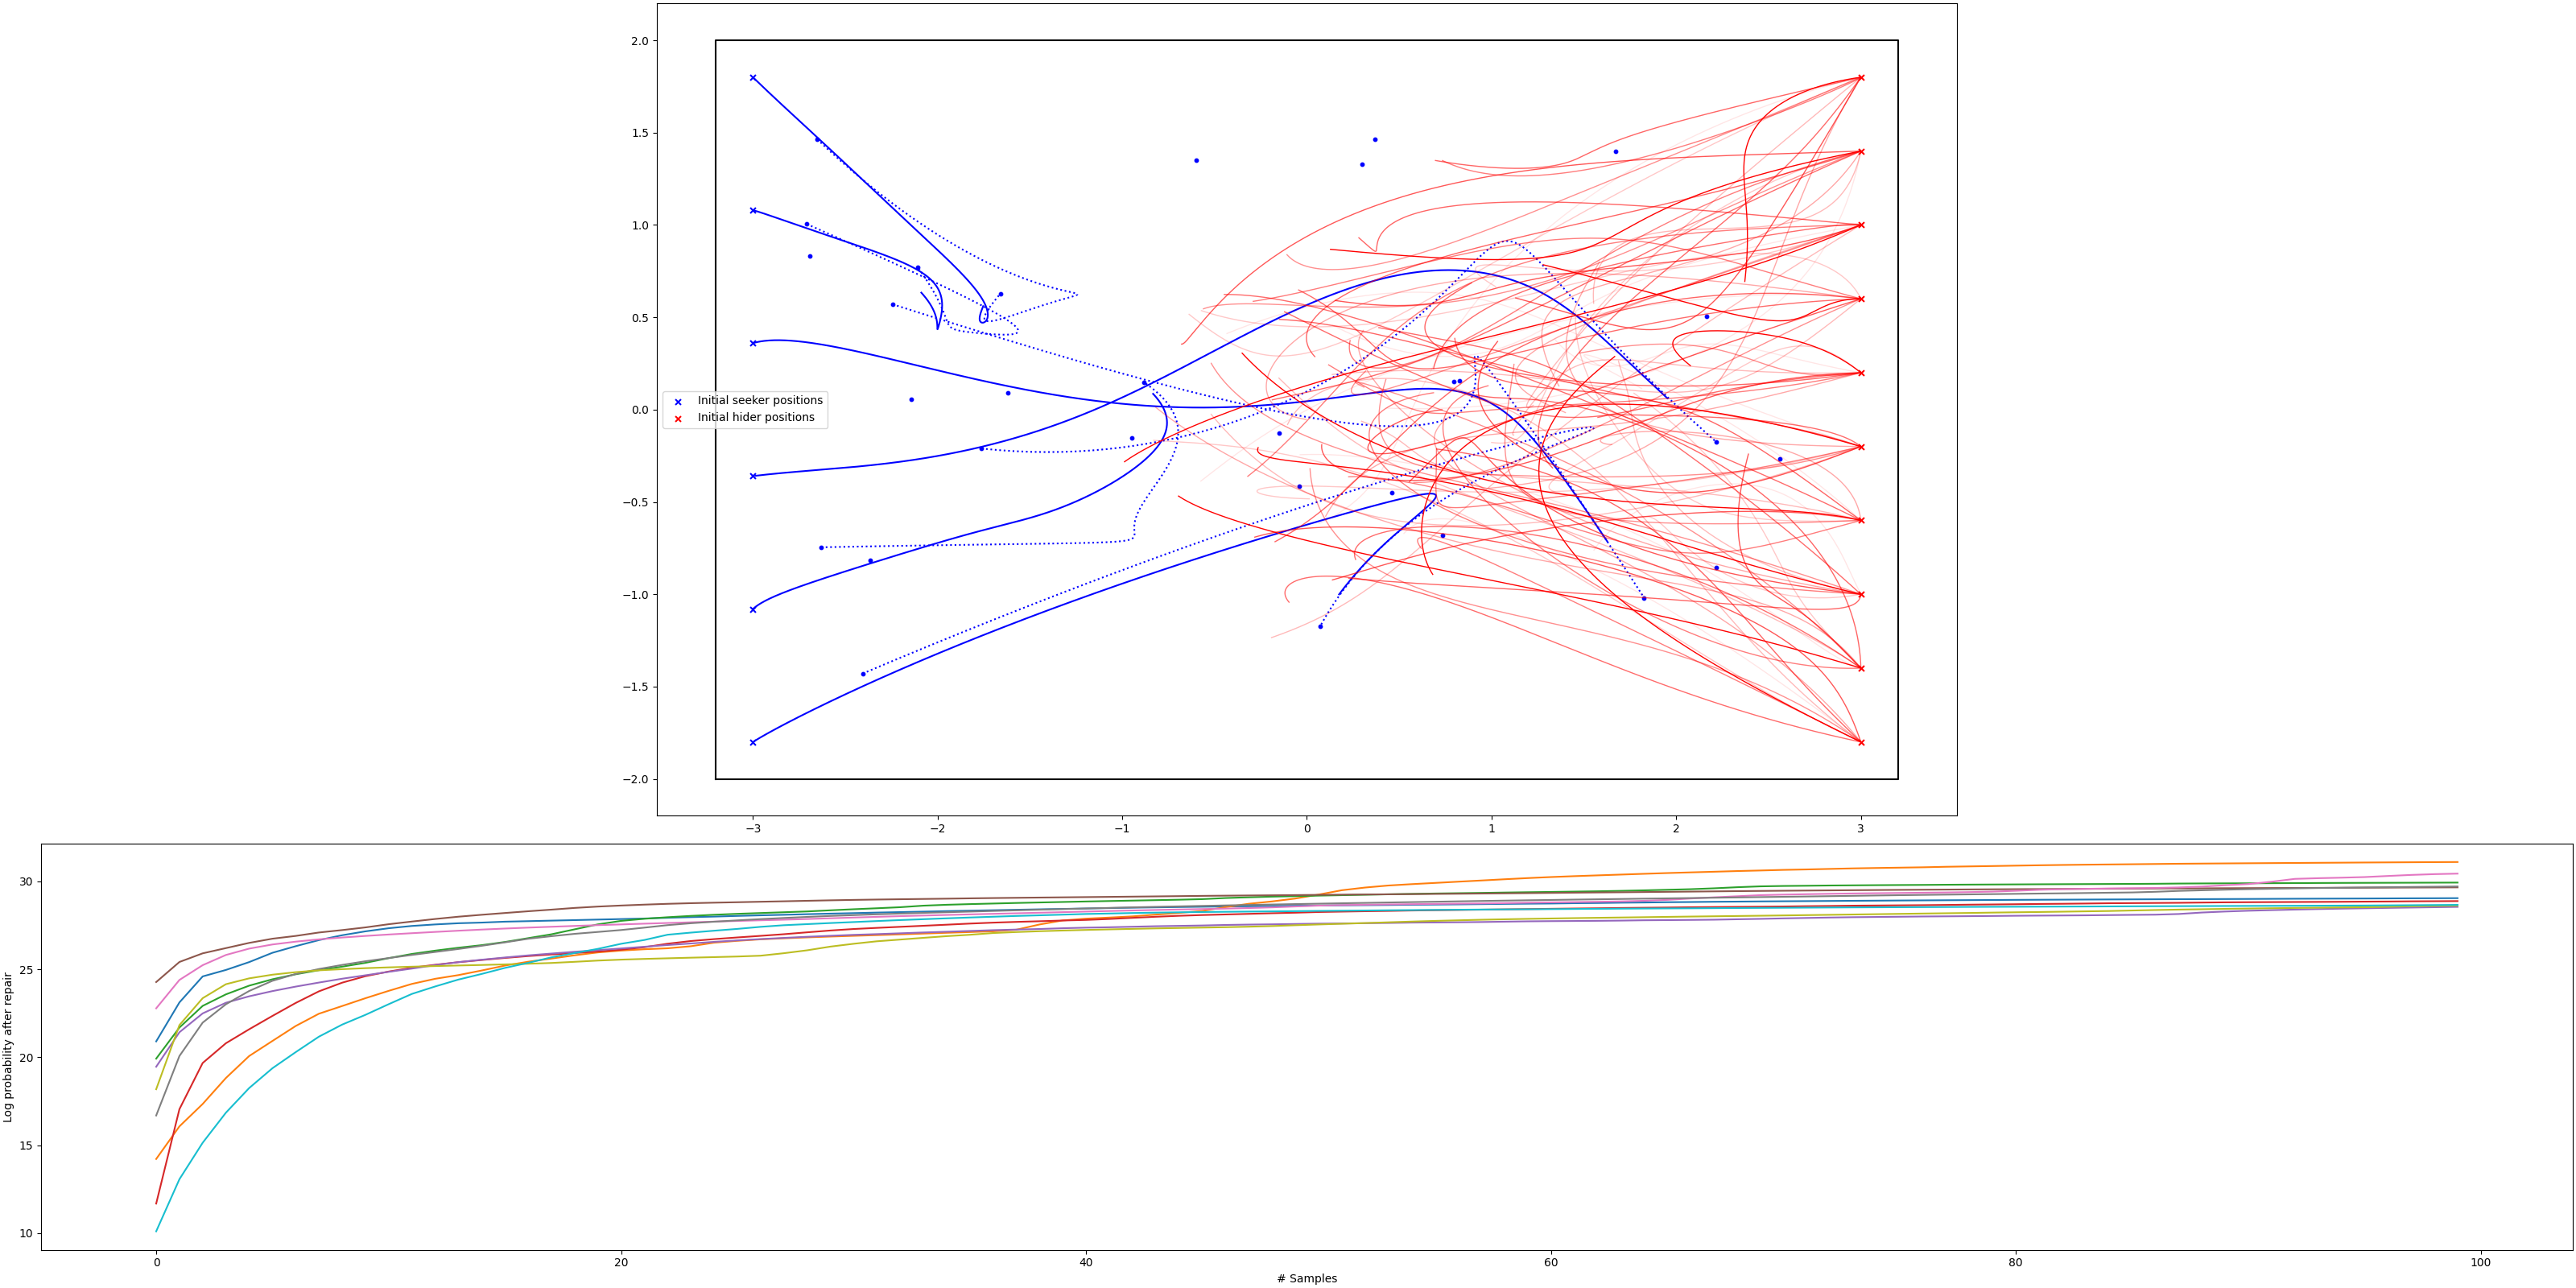 2.0
1.5
1.0
0.5
0.0
−0.5
−1.0
−1.5
−2.0
Initial seeker positions
Initial hider positions
−3 −2 −1 0 1 2 3
30
25
20
15
10
Log probability after repair
0 20 40 60 80 100
# Samples